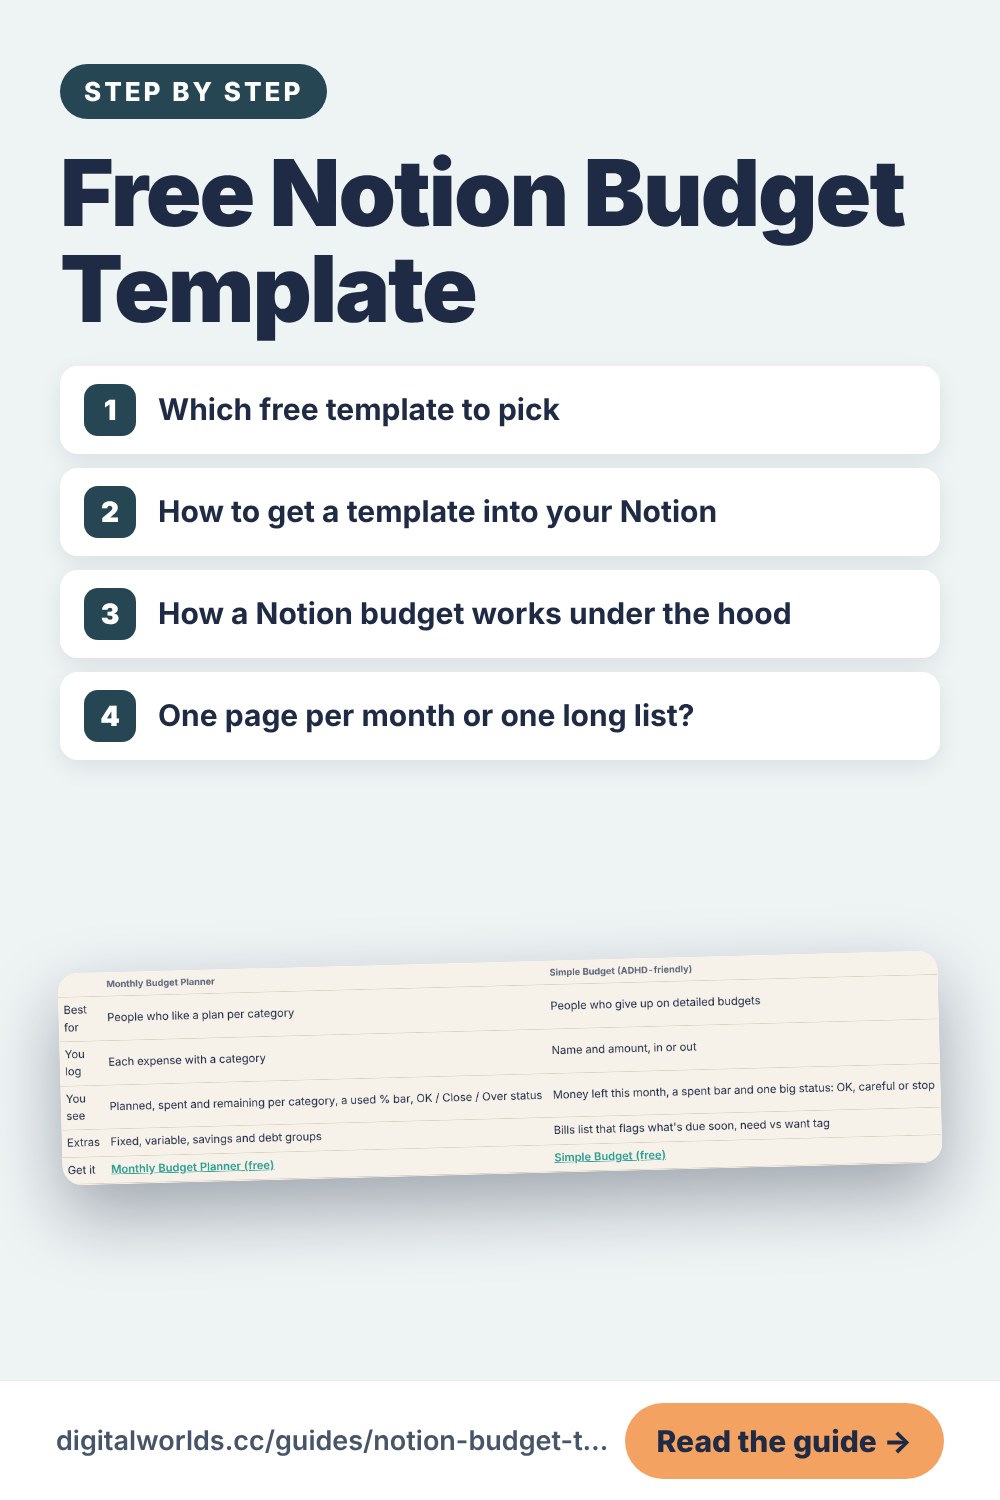 STEP BY STEP
Free Notion Budget
Template
1 Which free template to pick
2 How to get a template into your Notion
3 How a Notion budget works under the hood
4 One page per month or one long list?
Monthly Budget Planner Simple Budget (ADHD-friendly)
Best for People who like a plan per category People who give up on detailed budgets
You log Each expense with a category Name and amount, in or out
You see Planned, spent and remaining per category, a used % bar, OK / Close / Over status Money left this month, a spent bar and one big status: OK, careful or stop
Extras Fixed, variable, savings and debt groups Bills list that flags what's due soon, need vs want tag
Get it Monthly Budget Planner (free) Simple Budget (free)
digitalworlds.cc/guides/notion-budget-t... Read the guide →